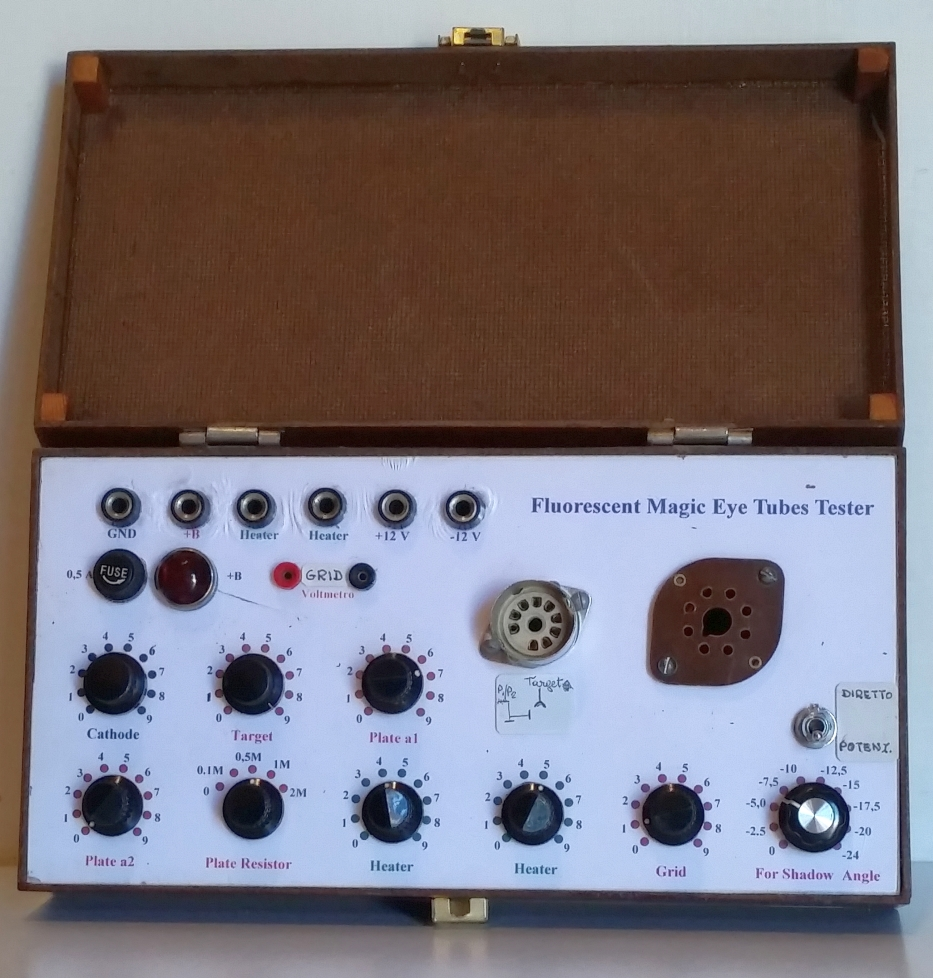 Fluorescent Magic Eye Tubes Tester
GND +B Heater Heater +12 V -12 V
0,5 A FUSE +B GRID
Voltmetro
0 1 2 3 4 5 6 7 8 9
Cathode
0 1 2 3 4 5 6 7 8 9
Target
0 1 2 3 4 5 6 7 8 9
Plate a1
P1/P2 Target
DIRETTO
POTENZ.
0 1 2 3 4 5 6 7 8 9
Plate a2
0 0.1M 0,5M 1M 2M
Plate Resistor
0 1 2 3 4 5 6 7 8 9
Heater
0 1 2 3 4 5 6 7 8 9
Heater
0 1 2 3 4 5 6 7 8 9
Grid
0 -2.5 -5,0 -7,5 -10 -12,5 -15 -17,5 -20 -24
For Shadow Angle